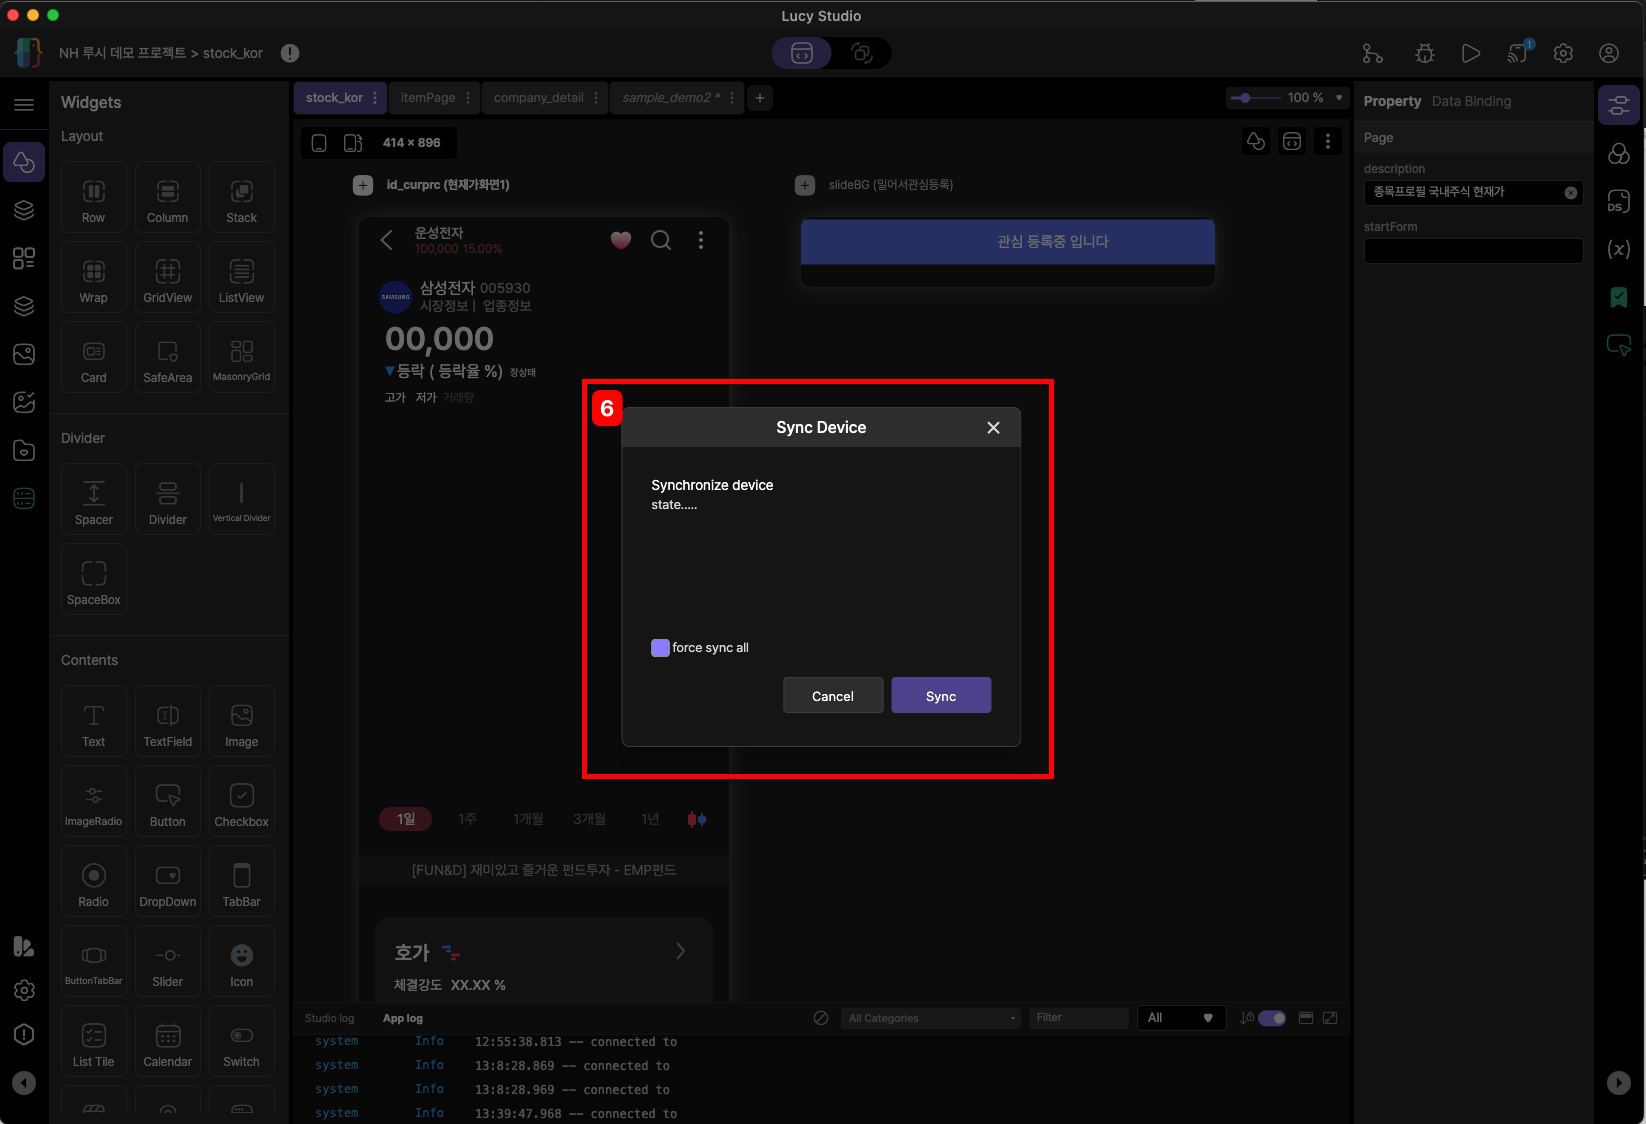 Lucy Studio
NH 루시 데모 프로젝트 > stock_kor
1
Widgets
stock_kor
itemPage
company_detail
sample_demo2 *
100 %
Property
Data Binding
Layout
414 × 896
Page
id_curprc (현재가화면1)
slideBG (밀어서관심등록)
description
종목프로필 국내주식 현재가
startForm
Row
Column
Stack
Wrap
GridView
ListView
Card
SafeArea
MasonryGrid
Divider
Spacer
Divider
Vertical Divider
SpaceBox
Contents
Text
TextField
Image
ImageRadio
Button
Checkbox
Radio
DropDown
TabBar
ButtonTabBar
Slider
Icon
List Tile
Calendar
Switch
운성전자
100,000 15.00%
관심 등록중 입니다
SAMSUNG
삼성전자 005930
시장정보 | 업종정보
00,000
▼등락 ( 등락율 %) 장상태
고가 저가 거래량
6
Sync Device
Synchronize device
state.....
force sync all
Cancel
Sync
1일
1주
1개월
3개월
1년
[FUN&D] 재미있고 즐거운 펀드투자 - EMP펀드
호가
체결강도 XX.XX %
DS
(x)
Studio log
App log
All Categories
Filter
All
system Info 12:55:38.813 -- connected to
system Info 13:8:28.869 -- connected to
system Info 13:8:28.969 -- connected to
system Info 13:39:47.968 -- connected to